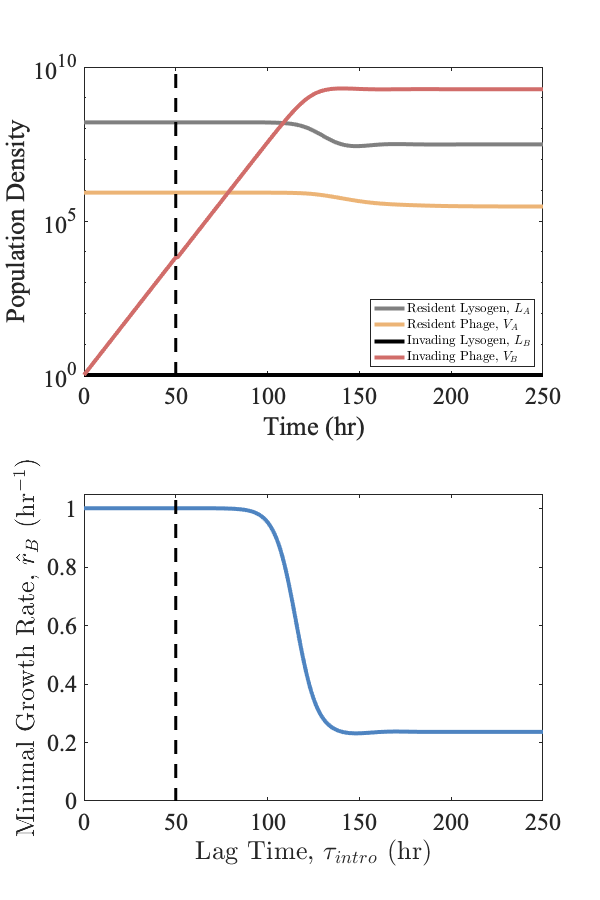 10^10
10^5
10^0
Population Density
Resident Lysogen, L_A
Resident Phage, V_A
Invading Lysogen, L_B
Invading Phage, V_B
0 50 100 150 200 250
Time (hr)
1
0.8
0.6
0.4
0.2
0
Minimal Growth Rate, r̂_B (hr^−1)
0 50 100 150 200 250
Lag Time, τ_intro (hr)